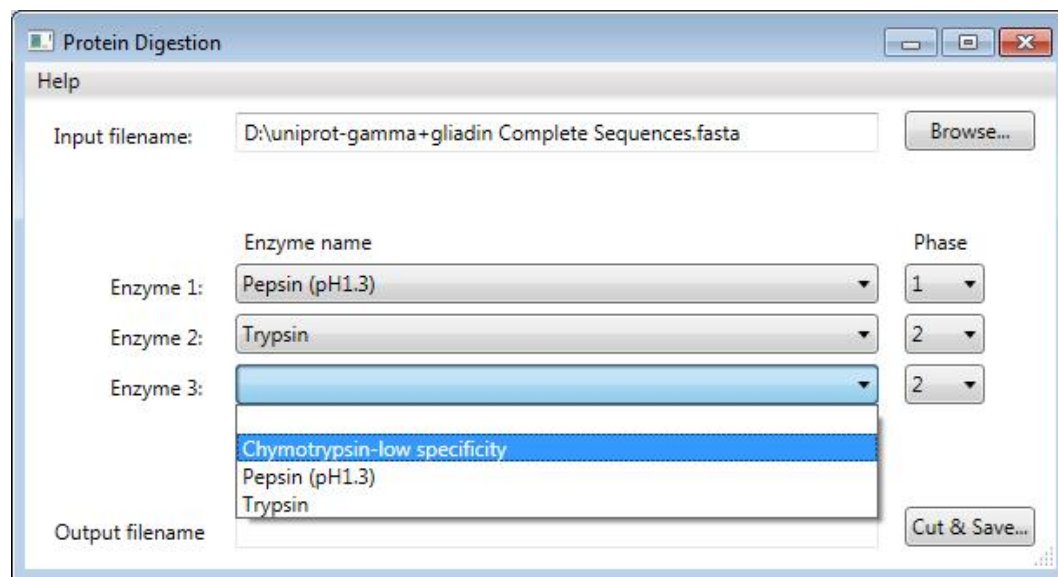 Protein Digestion
Help
Input filename: D:\uniprot-gamma+gliadin Complete Sequences.fasta Browse...
Enzyme name Phase
Enzyme 1: Pepsin (pH1.3) 1
Enzyme 2: Trypsin 2
Enzyme 3: 2
Chymotrypsin-low specificity
Pepsin (pH1.3)
Trypsin
Output filename Cut & Save...